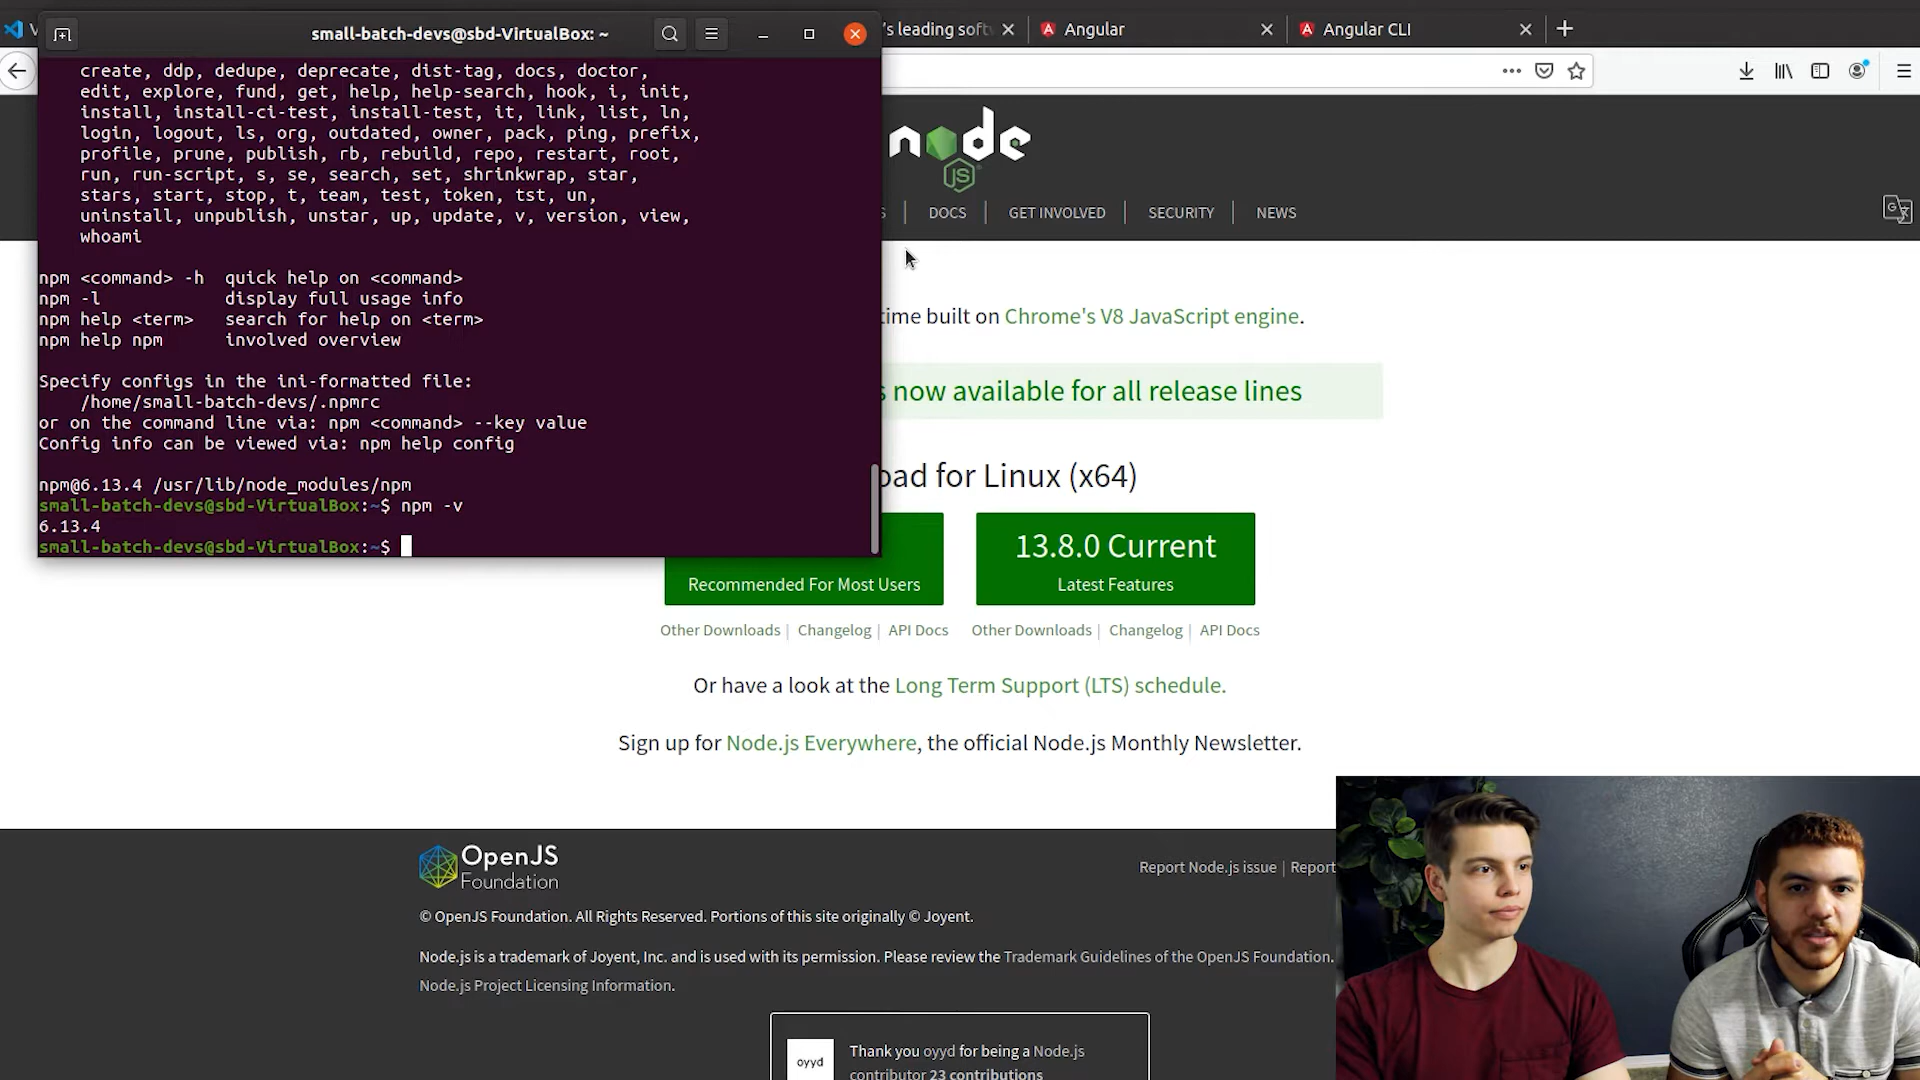 V
small-batch-devs@sbd-VirtualBox: ~
's leading soft
Angular
Angular CLI
create, ddp, dedupe, deprecate, dist-tag, docs, doctor,
edit, explore, fund, get, help, help-search, hook, i, init,
install, install-ci-test, install-test, it, link, list, ln,
login, logout, ls, org, outdated, owner, pack, ping, prefix,
profile, prune, publish, rb, rebuild, repo, restart, root,
run, run-script, s, se, search, set, shrinkwrap, star,
stars, start, stop, t, team, test, token, tst, un,
uninstall, unpublish, unstar, up, update, v, version, view,
whoami
npm <command> -h  quick help on <command>
npm -l            display full usage info
npm help <term>   search for help on <term>
npm help npm      involved overview
Specify configs in the ini-formatted file:
/home/small-batch-devs/.npmrc
or on the command line via: npm <command> --key value
Config info can be viewed via: npm help config
npm@6.13.4 /usr/lib/node_modules/npm
small-batch-devs@sbd-VirtualBox:~$ npm -v
6.13.4
small-batch-devs@sbd-VirtualBox:~$
node
JS
S | DOCS | GET INVOLVED | SECURITY | NEWS
time built on Chrome's V8 JavaScript engine.
s now available for all release lines
oad for Linux (x64)
Recommended For Most Users
13.8.0 Current
Latest Features
Other Downloads | Changelog | API Docs
Other Downloads | Changelog | API Docs
Or have a look at the Long Term Support (LTS) schedule.
Sign up for Node.js Everywhere, the official Node.js Monthly Newsletter.
OpenJS
Foundation
Report Node.js issue | Report
© OpenJS Foundation. All Rights Reserved. Portions of this site originally © Joyent.
Node.js is a trademark of Joyent, Inc. and is used with its permission. Please review the Trademark Guidelines of the OpenJS Foundation.
Node.js Project Licensing Information.
oyyd
Thank you oyyd for being a Node.js
contributor 23 contributions